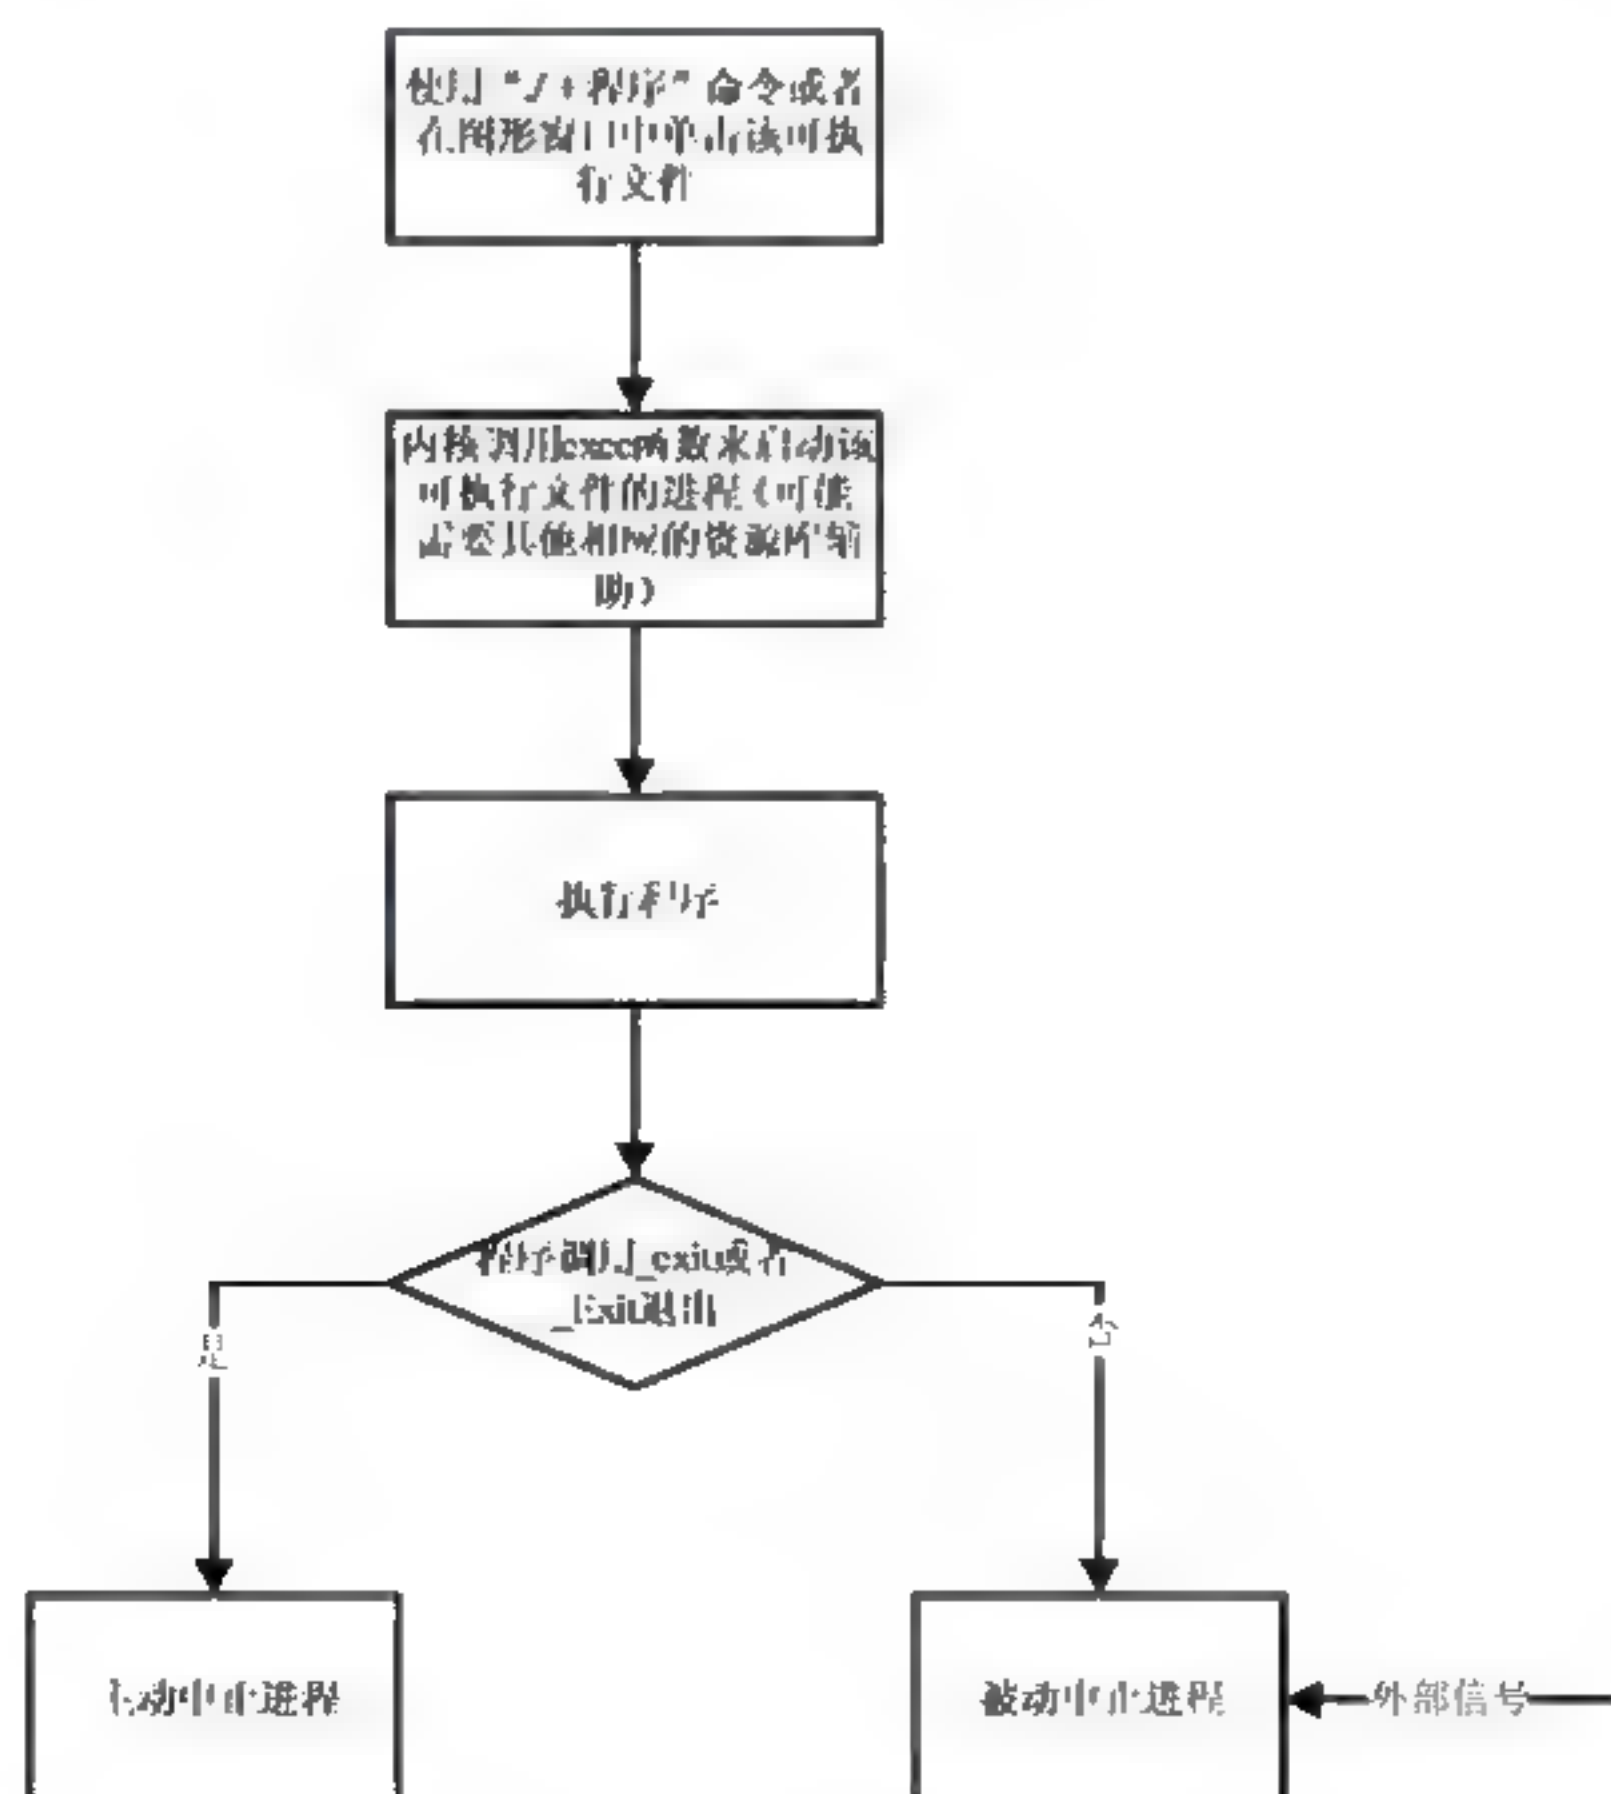 使用“./+程序”命令或者
在图形窗口中单击该可执
行文件
内核调用exec函数来启动该
可执行文件的进程(可能
需要其他相应的资源库辅
助)
执行程序
程序调用_exit或者
_Exit退出
是
否
主动中止进程
被动中止进程
外部信号